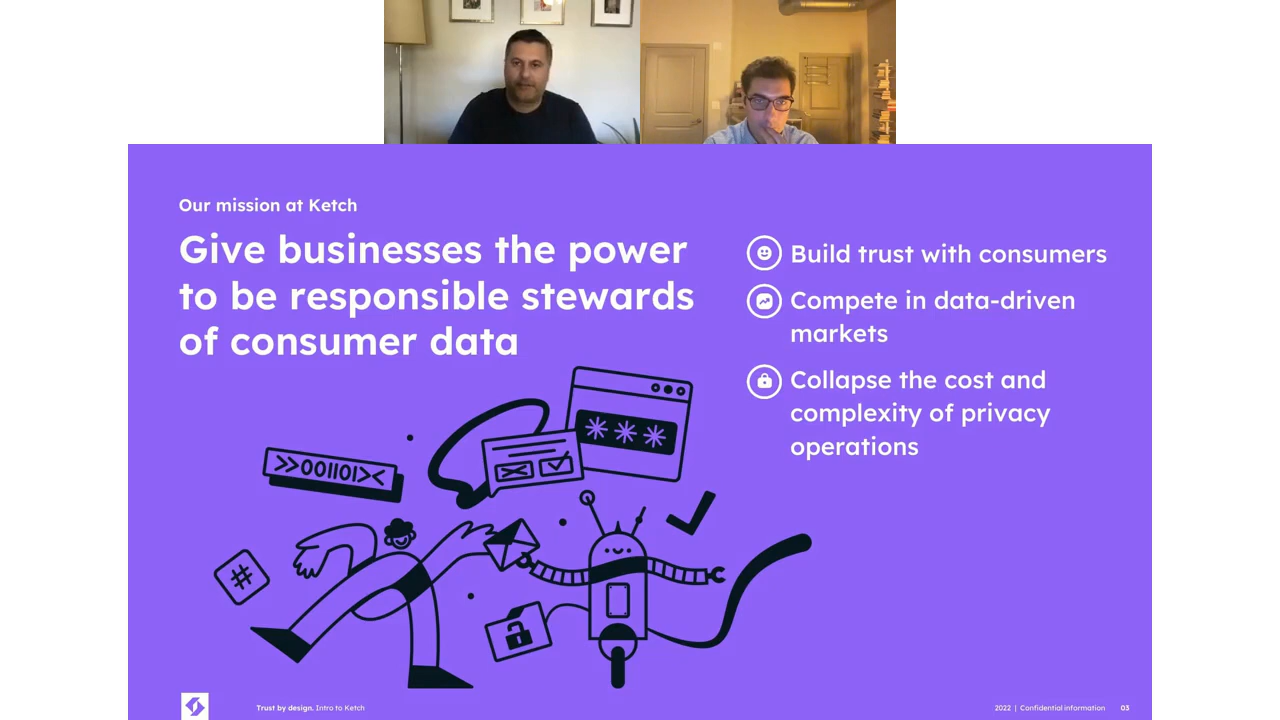 Our mission at Ketch
Give businesses the power
to be responsible stewards
of consumer data
Build trust with consumers
Compete in data-driven
markets
Collapse the cost and
complexity of privacy
operations
>>001101><
***
#
Trust by design. Intro to Ketch
2022 | Confidential information 03